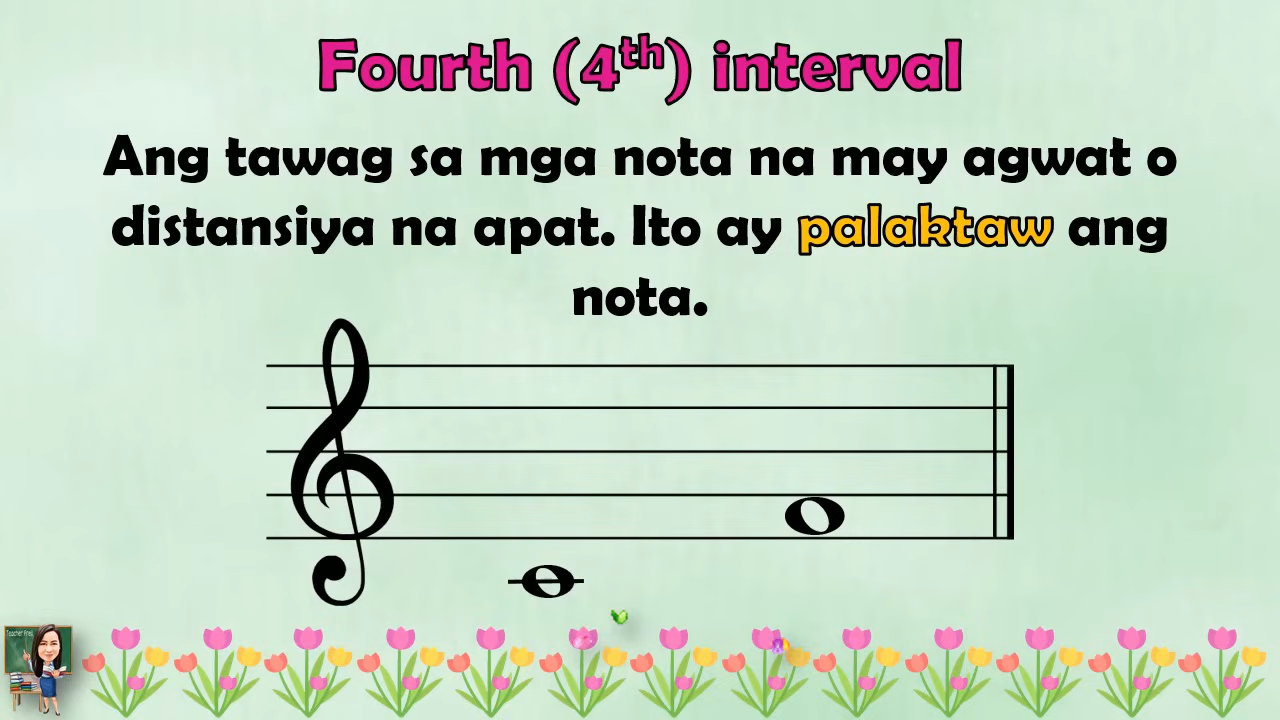 Fourth (4th) interval
Ang tawag sa mga nota na may agwat o
distansiya na apat. Ito ay palaktaw ang
nota.